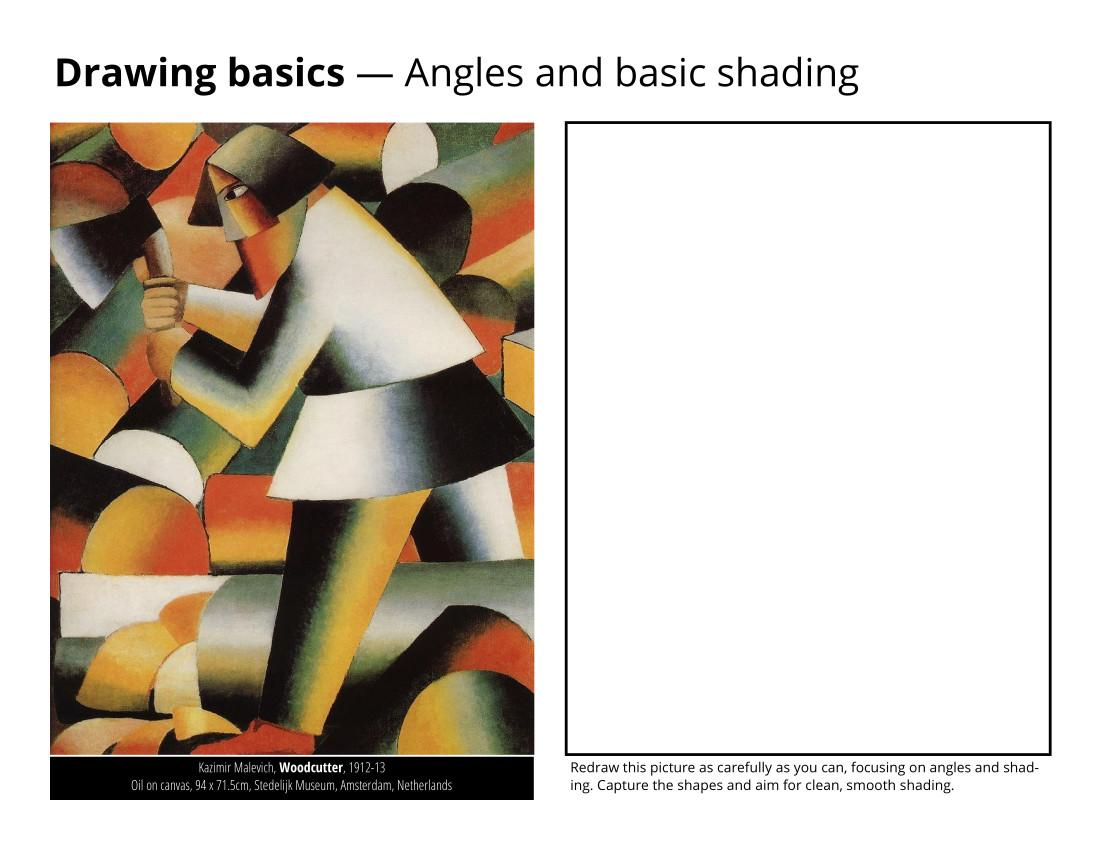 Drawing basics — Angles and basic shading
Kazimir Malevich, Woodcutter, 1912-13
Oil on canvas, 94 x 71.5cm, Stedelijk Museum, Amsterdam, Netherlands
Redraw this picture as carefully as you can, focusing on angles and shad-
ing. Capture the shapes and aim for clean, smooth shading.